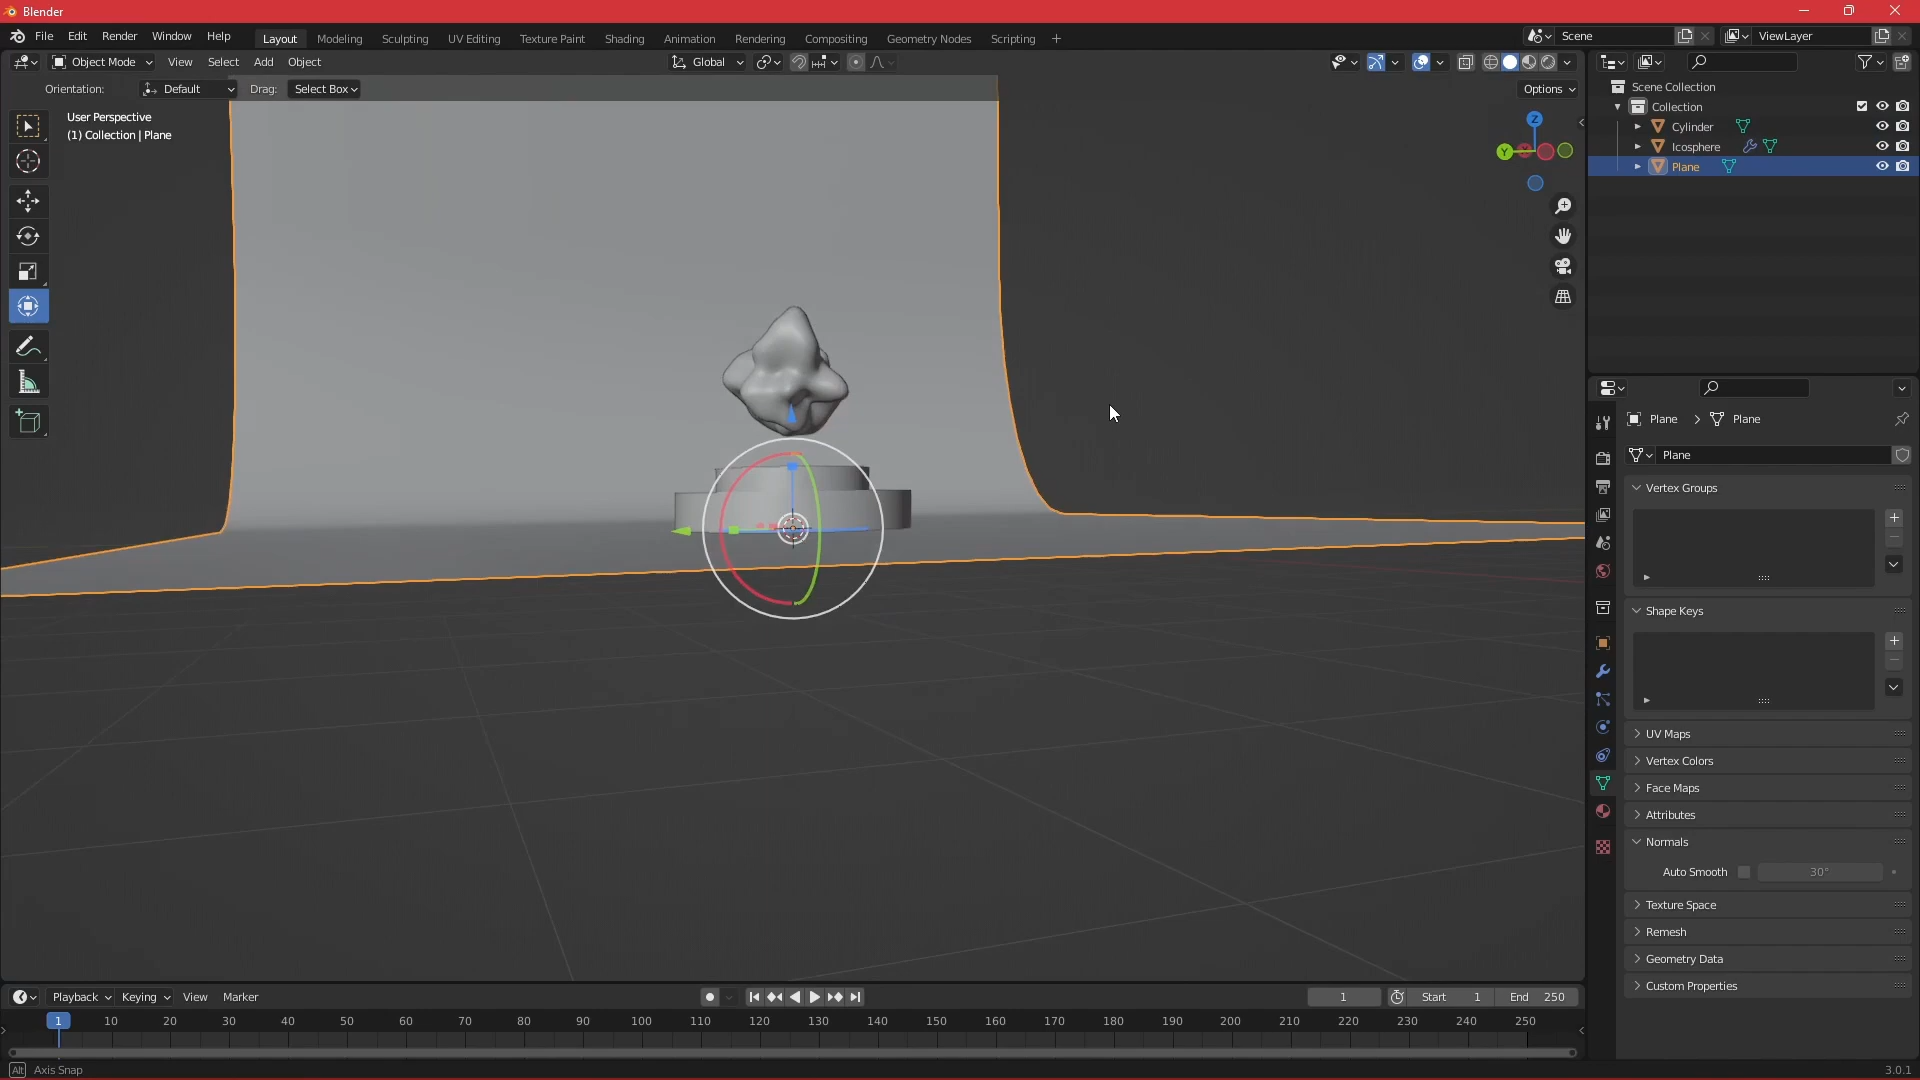 Blender
File Edit Render Window Help Layout Modeling Sculpting UV Editing Texture Paint Shading Animation Rendering Compositing Geometry Nodes Scripting + Scene ViewLayer
Object Mode View Select Add Object Global
Orientation: Default Drag: Select Box Options
User Perspective
(1) Collection | Plane
Z
Y
Scene Collection
Collection
Cylinder
Icosphere
Plane
Plane > Plane
Plane
Vertex Groups
Shape Keys
UV Maps
Vertex Colors
Face Maps
Attributes
Normals
Auto Smooth 30°
Texture Space
Remesh
Geometry Data
Custom Properties
Playback Keying View Marker 1 Start 1 End 250
1 10 20 30 40 50 60 70 80 90 100 110 120 130 140 150 160 170 180 190 200 210 220 230 240 250
Alt Axis Snap 3.0.1